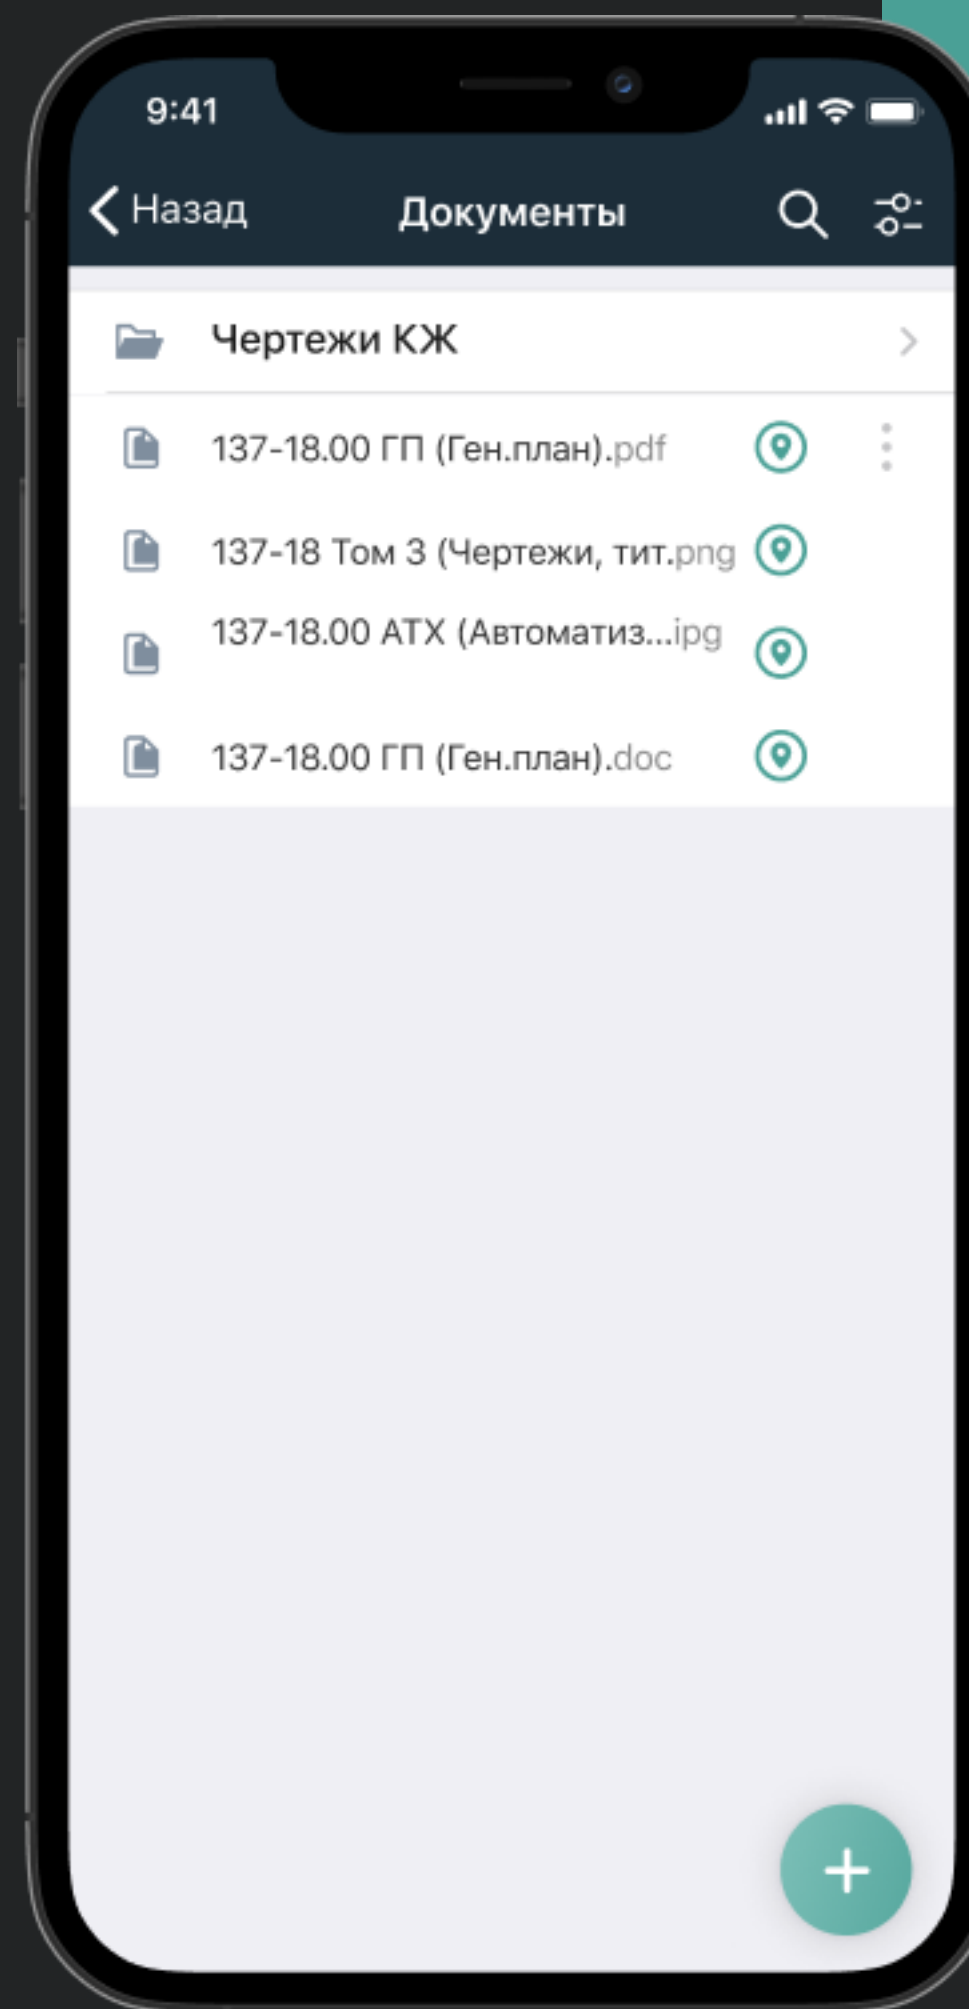 9:41
Назад Документы
Чертежи КЖ
137-18.00 ГП (Ген.план).pdf
137-18 Том 3 (Чертежи, тит.png
137-18.00 АТХ (Автоматиз...ipg
137-18.00 ГП (Ген.план).doc